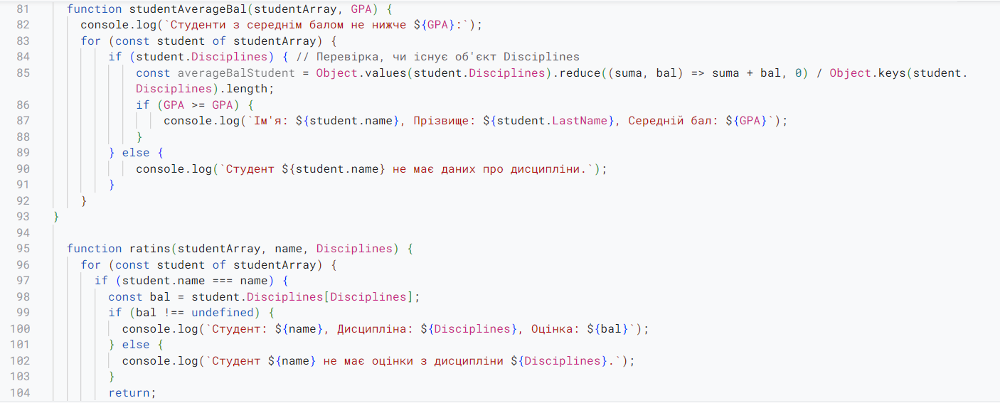 81 function studentAverageBal(studentArray, GPA) {
82 console.log(`Студенти з середнім балом не нижче ${GPA}:`);
83 for (const student of studentArray) {
84 if (student.Disciplines) { // Перевірка, чи існує об'єкт Disciplines
85 const averageBalStudent = Object.values(student.Disciplines).reduce((suma, bal) => suma + bal, 0) / Object.keys(student.
Disciplines).length;
86 if (GPA >= GPA) {
87 console.log(`Ім'я: ${student.name}, Прізвище: ${student.LastName}, Середній бал: ${GPA}`);
88 }
89 } else {
90 console.log(`Студент ${student.name} не має даних про дисципліни.`);
91 }
92 }
93 }
94
95 function ratins(studentArray, name, Disciplines) {
96 for (const student of studentArray) {
97 if (student.name === name) {
98 const bal = student.Disciplines[Disciplines];
99 if (bal !== undefined) {
100 console.log(`Студент: ${name}, Дисципліна: ${Disciplines}, Оцінка: ${bal}`);
101 } else {
102 console.log(`Студент ${name} не має оцінки з дисципліни ${Disciplines}.`);
103 }
104 return;